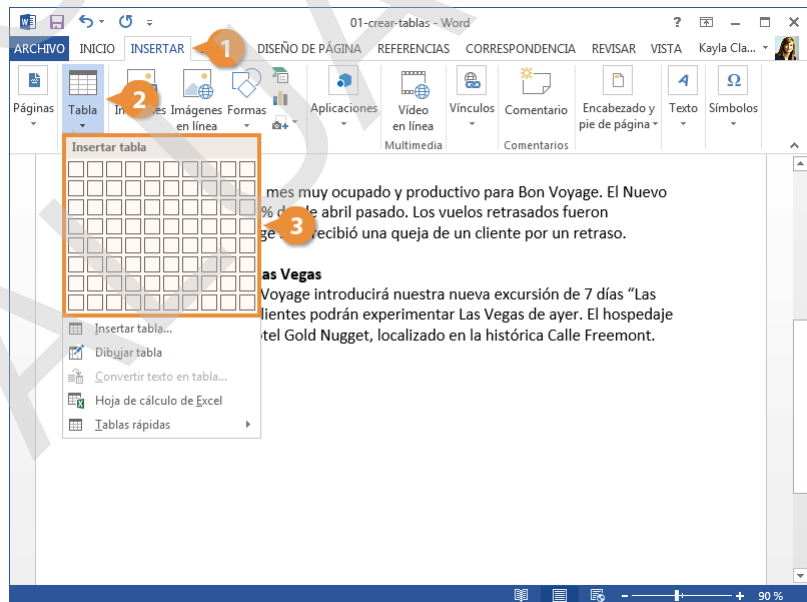 01-crear-tablas - Word
ARCHIVO INICIO INSERTAR 1 DISEÑO DE PÁGINA REFERENCIAS CORRESPONDENCIA REVISAR VISTA Kayla Cla...
Páginas Tabla 2 Imágenes Formas Aplicaciones Vídeo Vínculos Comentario Encabezado y Texto Símbolos
en línea en línea pie de página
Multimedia Comentarios
Insertar tabla
mes muy ocupado y productivo para Bon Voyage. El Nuevo
% abril pasado. Los vuelos retrasados fueron
3 recibió una queja de un cliente por un retraso.
as Vegas
Voyage introducirá nuestra nueva excursión de 7 días “Las
lientes podrán experimentar Las Vegas de ayer. El hospedaje
tel Gold Nugget, localizado en la histórica Calle Freemont.
Insertar tabla...
Dibujar tabla
Convertir texto en tabla...
Hoja de cálculo de Excel
Tablas rápidas
90 %